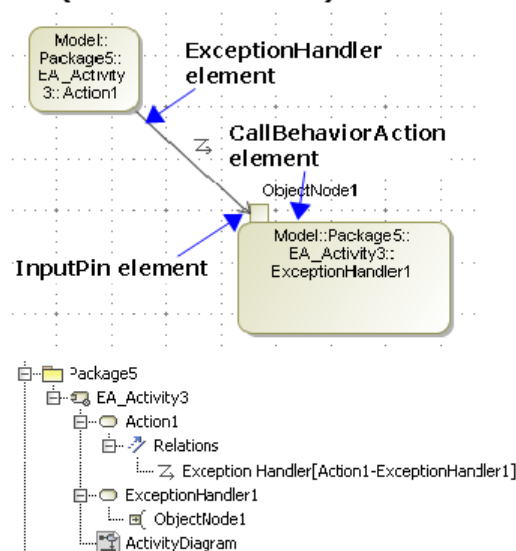 Model::
Package5::
EA_Activity
3::Action1
ExceptionHandler
element
CallBehaviorAction
element
ObjectNode1
InputPin element
Model::Package5::
EA_Activity3::
ExceptionHandler1
Package5
EA_Activity3
Action1
Relations
Exception Handler[Action1-ExceptionHandler1]
ExceptionHandler1
ObjectNode1
ActivityDiagram